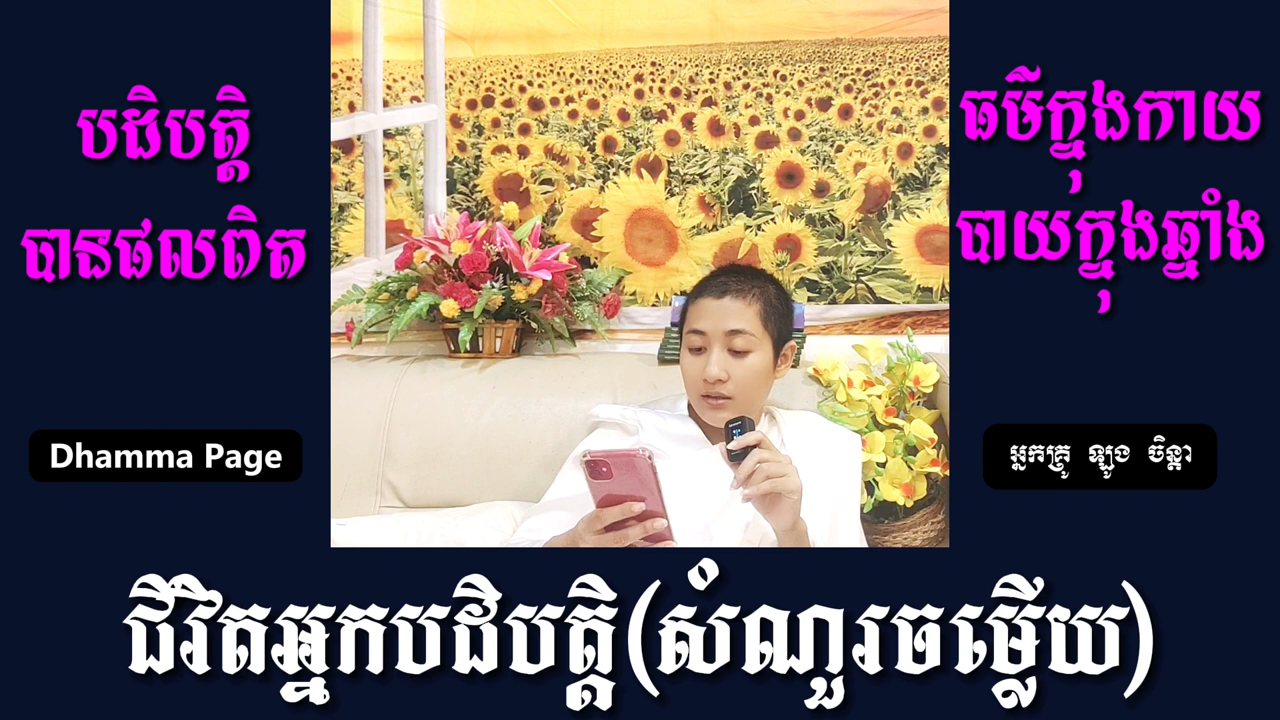 បដិបត្តិ
បានផលពិត
ធម៌ក្នុងកាយ
បាយក្នុងឆ្នាំង
Dhamma Page
អ្នកគ្រូ ឡុង ចិន្តា
ជីវិតអ្នកបដិបត្តិ(សំណួរចម្លើយ)